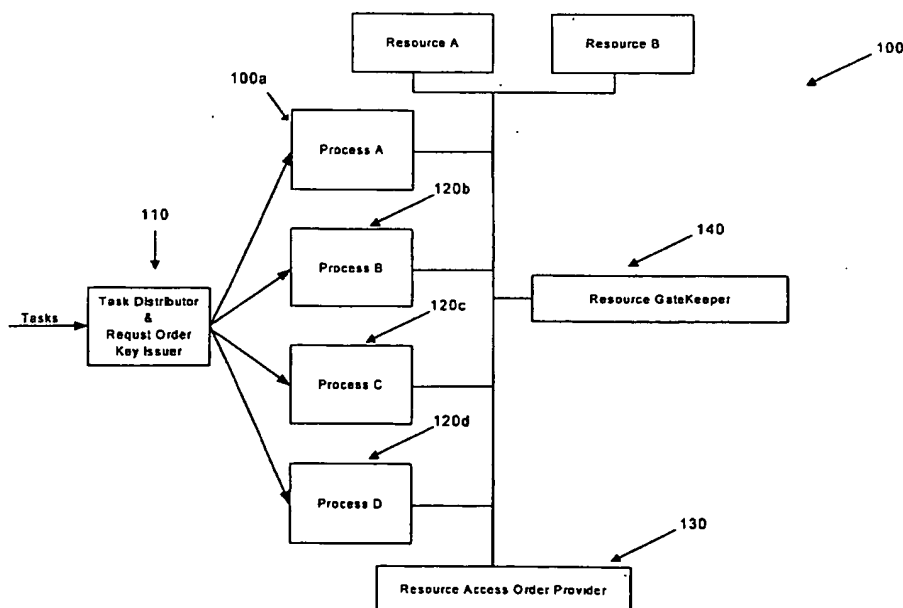 Resource A
Resource B
100
100a
Process A
120b
110
Process B
140
Task Distributor
&
Requst Order
Key Issuer
Tasks
Resource GateKeeper
120c
Process C
120d
Process D
130
Resource Access Order Provider